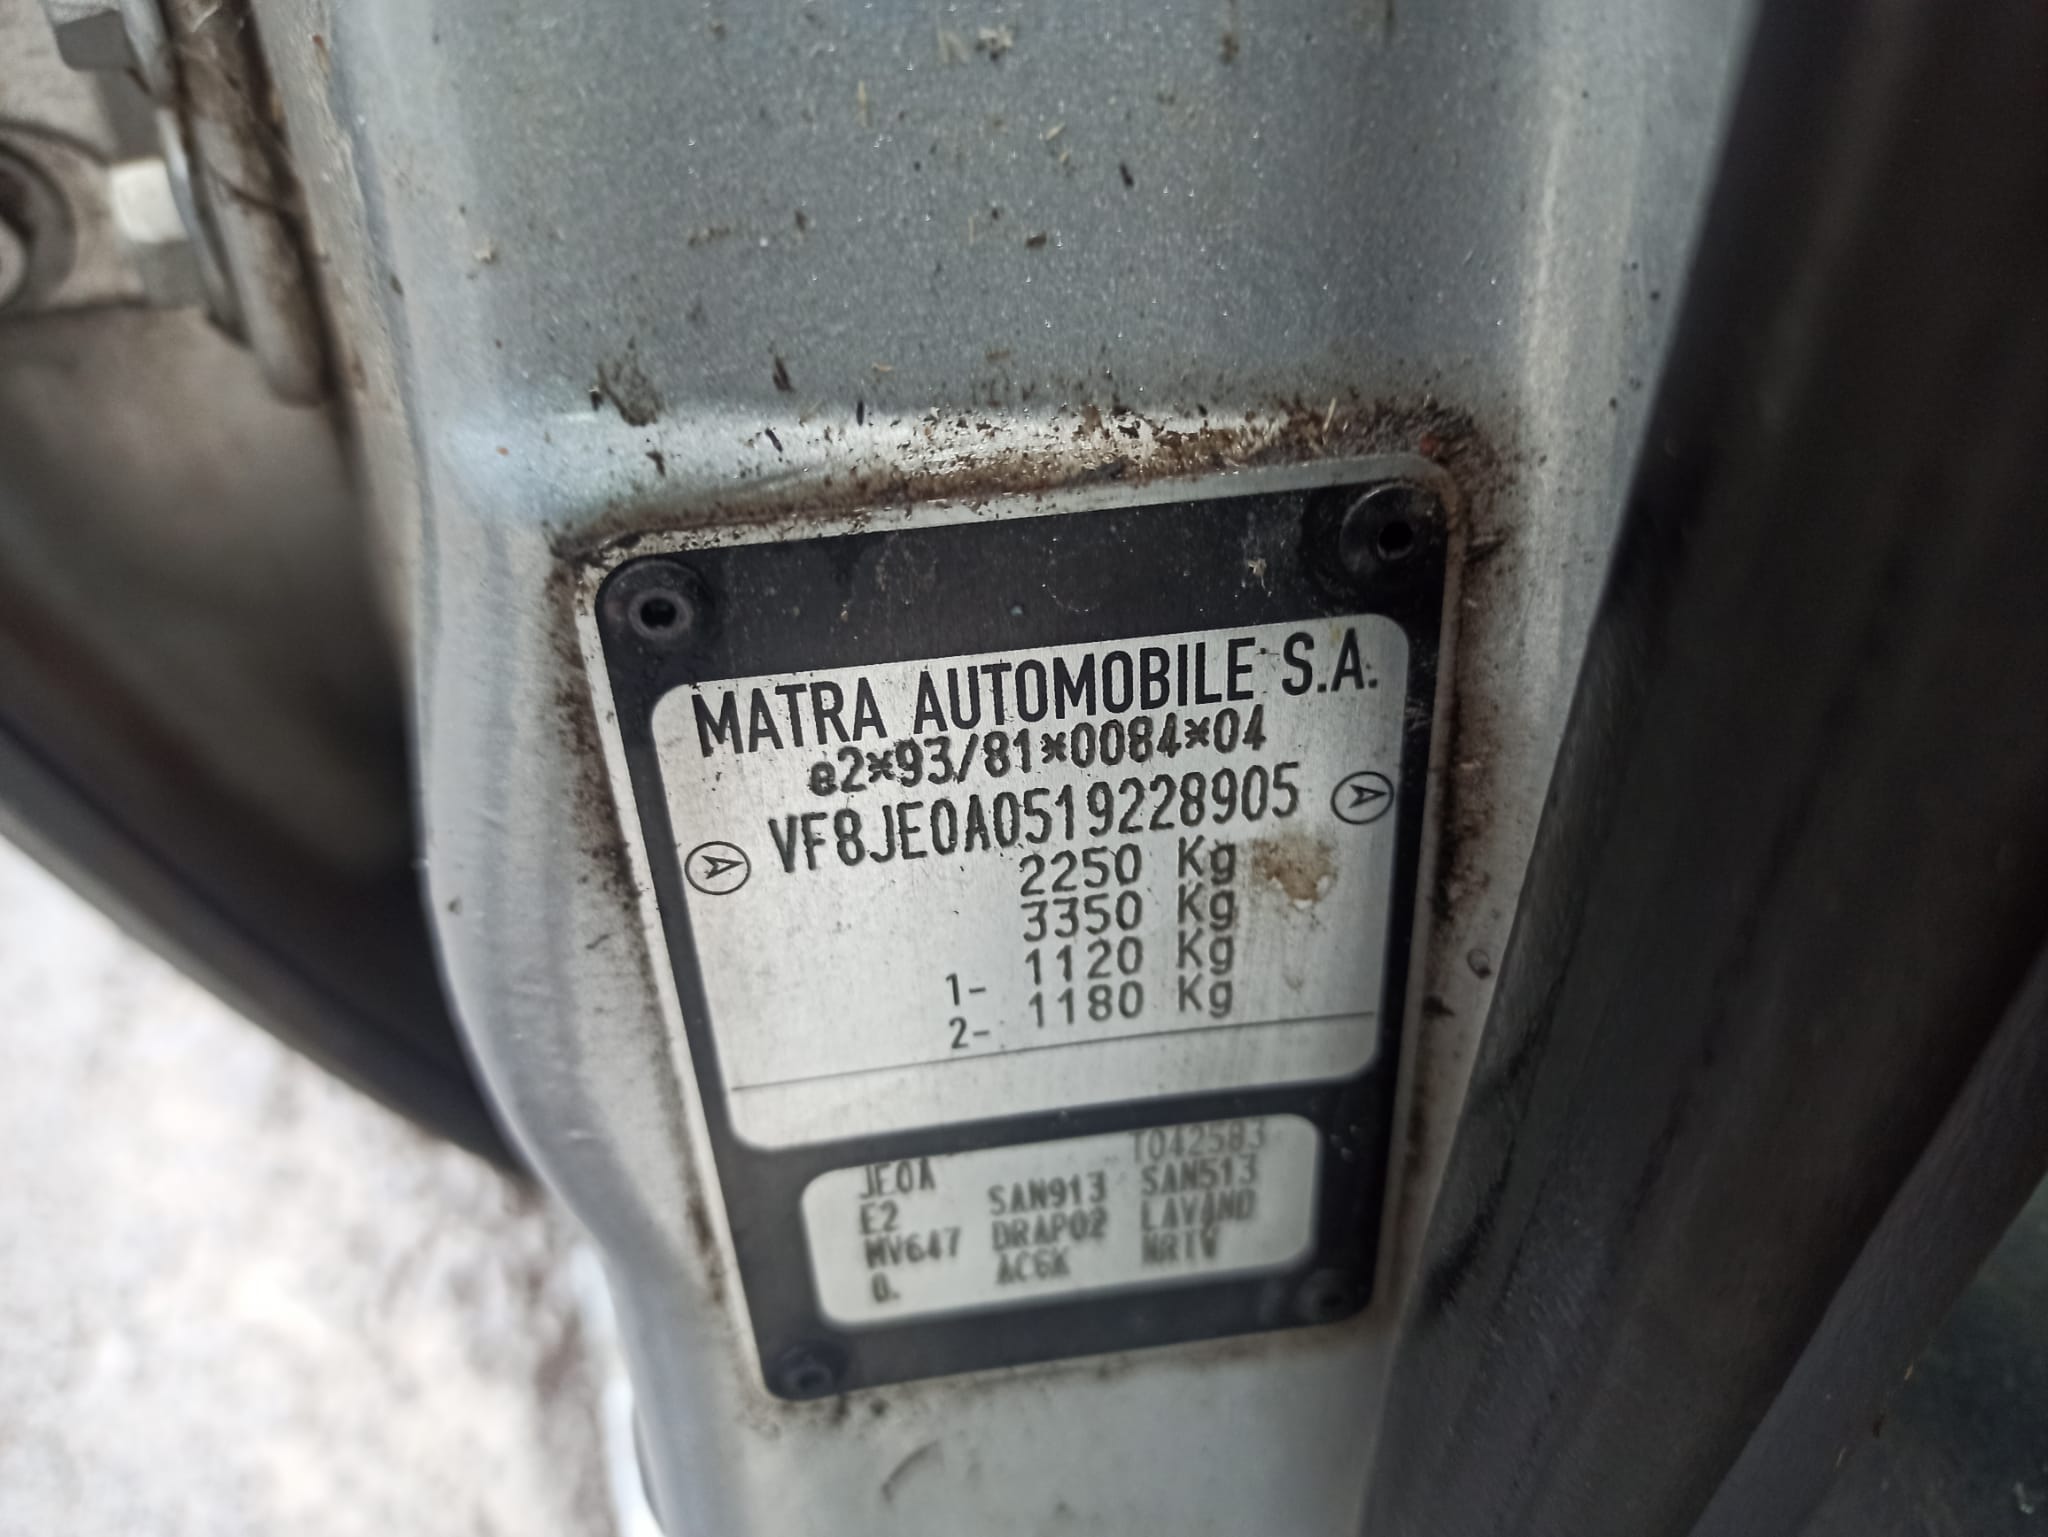 MATRA AUTOMOBILE S.A.
e2*93/81*0084*04
VF8JE0A0519228905
2250 Kg
3350 Kg
1- 1120 Kg
2- 1180 Kg
T042583
JE0A SAN913 SAN513
E2 DRAP02 LAVAND
MV647 AC6K NRTV
0.